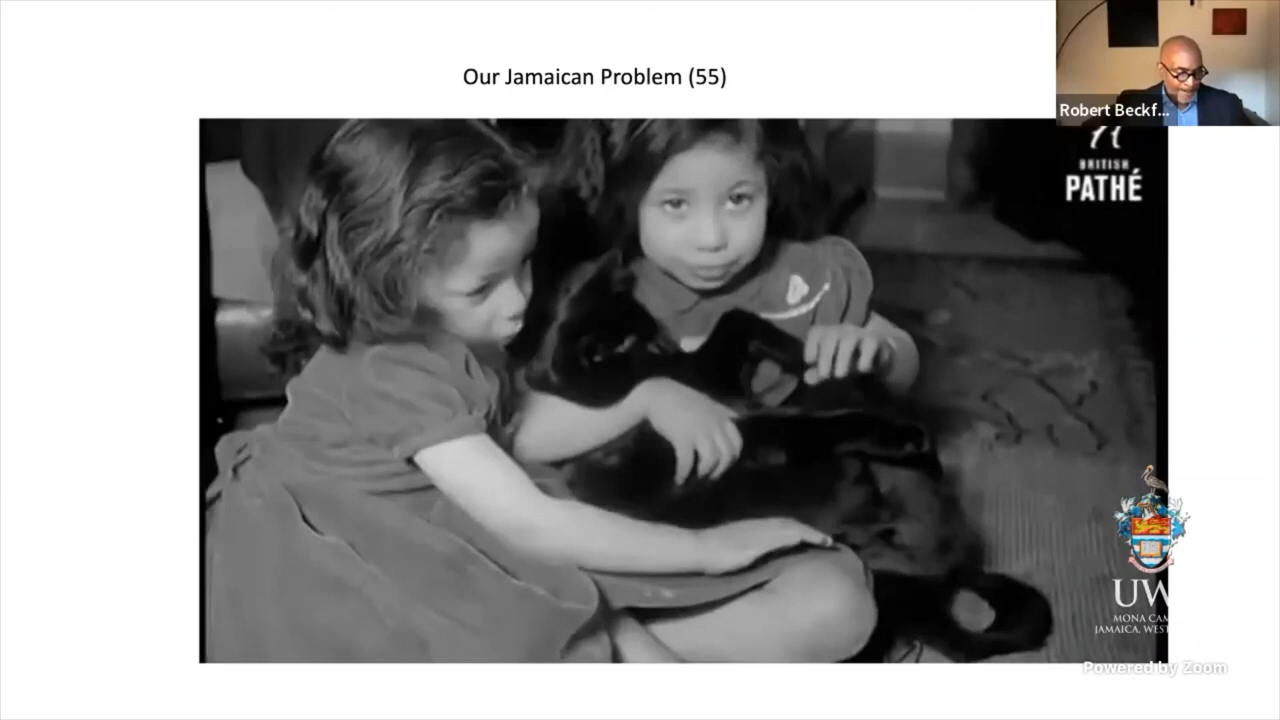 Our Jamaican Problem (55)
Robert Beckf...
BRITISH
PATHÉ
UW
MONA CAM
JAMAICA, WEST
Powered by Zoom